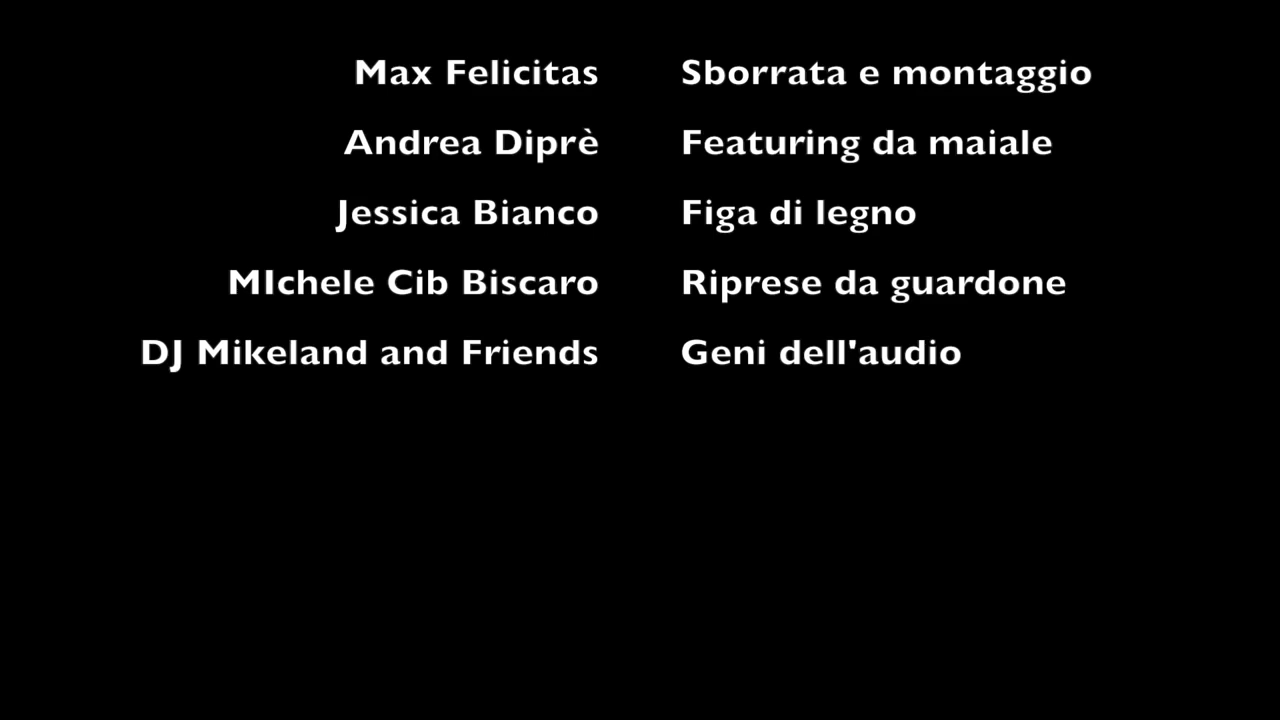 Max Felicitas Sborrata e montaggio
Andrea Diprè Featuring da maiale
Jessica Bianco Figa di legno
MIchele Cib Biscaro Riprese da guardone
DJ Mikeland and Friends Geni dell'audio